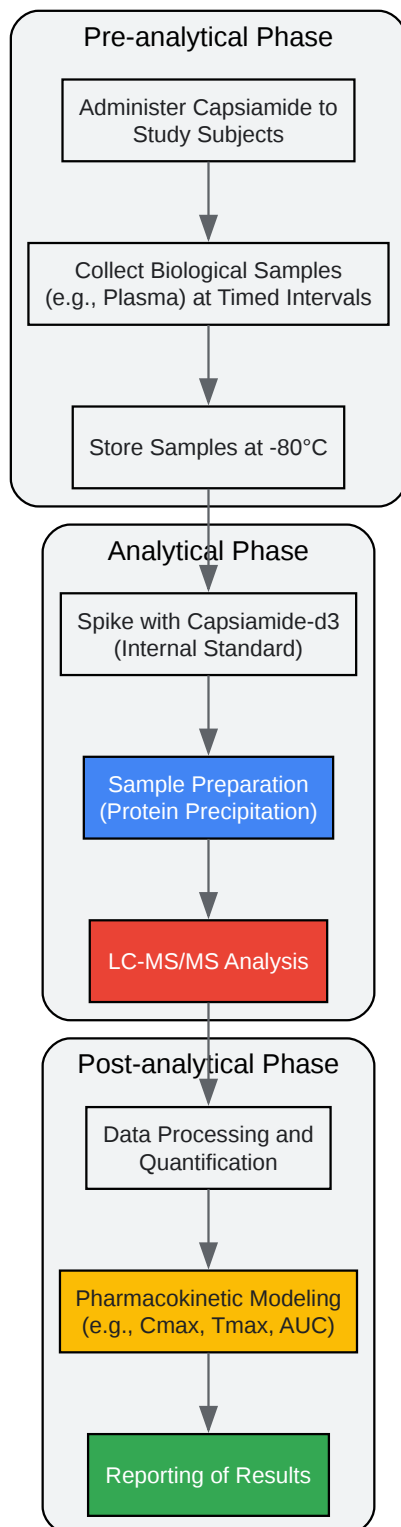 Pre-analytical Phase
Administer Capsiamide to
Study Subjects
Collect Biological Samples
(e.g., Plasma) at Timed Intervals
Store Samples at -80°C
Analytical Phase
Spike with Capsiamide-d3
(Internal Standard)
Sample Preparation
(Protein Precipitation)
LC-MS/MS Analysis
Post-analytical Phase
Data Processing and
Quantification
Pharmacokinetic Modeling
(e.g., Cmax, Tmax, AUC)
Reporting of Results